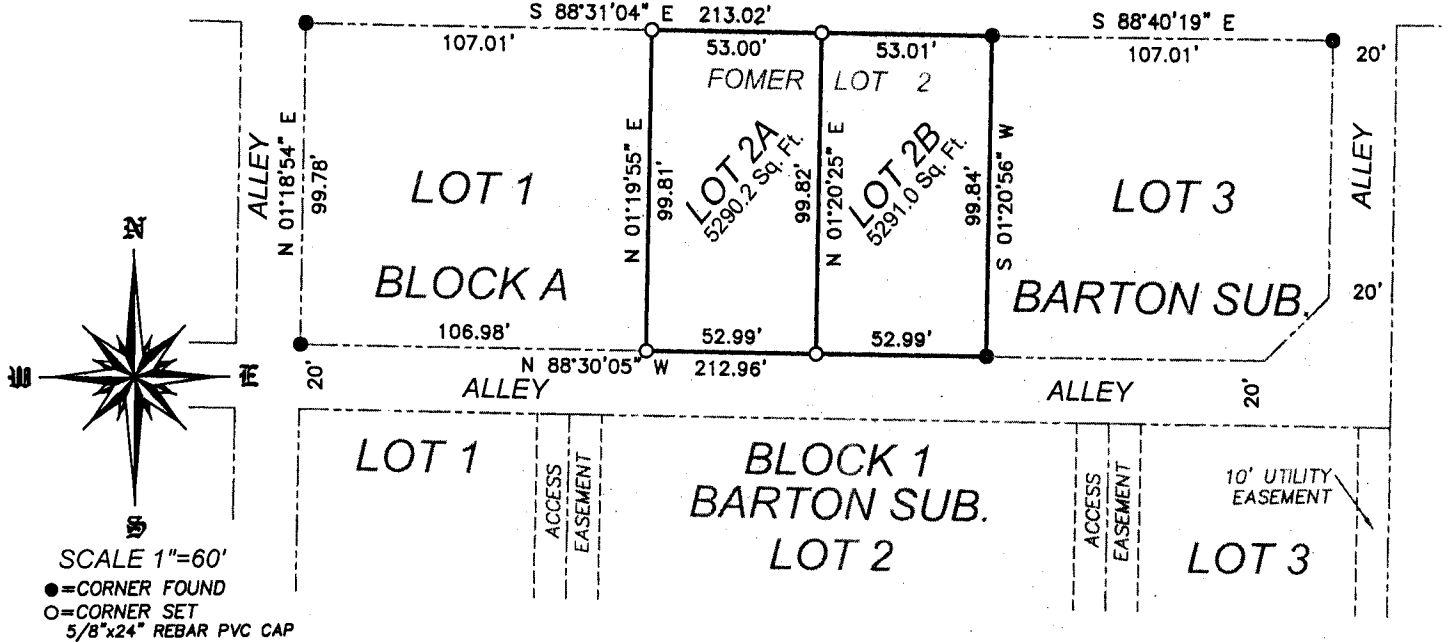 S 88°31'04" E 213.02'
S 88°40'19" E
107.01'
53.00'
53.01'
107.01'
20'
FOMER LOT 2
ALLEY
N 01°18'54" E
99.78'
LOT 1
N 01°19'55" E
99.81'
LOT 2A
5290.2 Sq. Ft.
99.82'
N 01°20'25" E
LOT 2B
5291.0 Sq. Ft.
99.84'
S 01°20'56" W
LOT 3
ALLEY
N
BLOCK A
BARTON SUB.
20'
106.98'
52.99'
52.99'
N 88°30'05" W 212.96'
W
E
20'
ALLEY
ALLEY
20'
LOT 1
ACCESS
EASEMENT
BLOCK 1
BARTON SUB.
LOT 2
ACCESS
EASEMENT
10' UTILITY
EASEMENT
LOT 3
S
SCALE 1"=60'
●=CORNER FOUND
○=CORNER SET
5/8"x24" REBAR PVC CAP